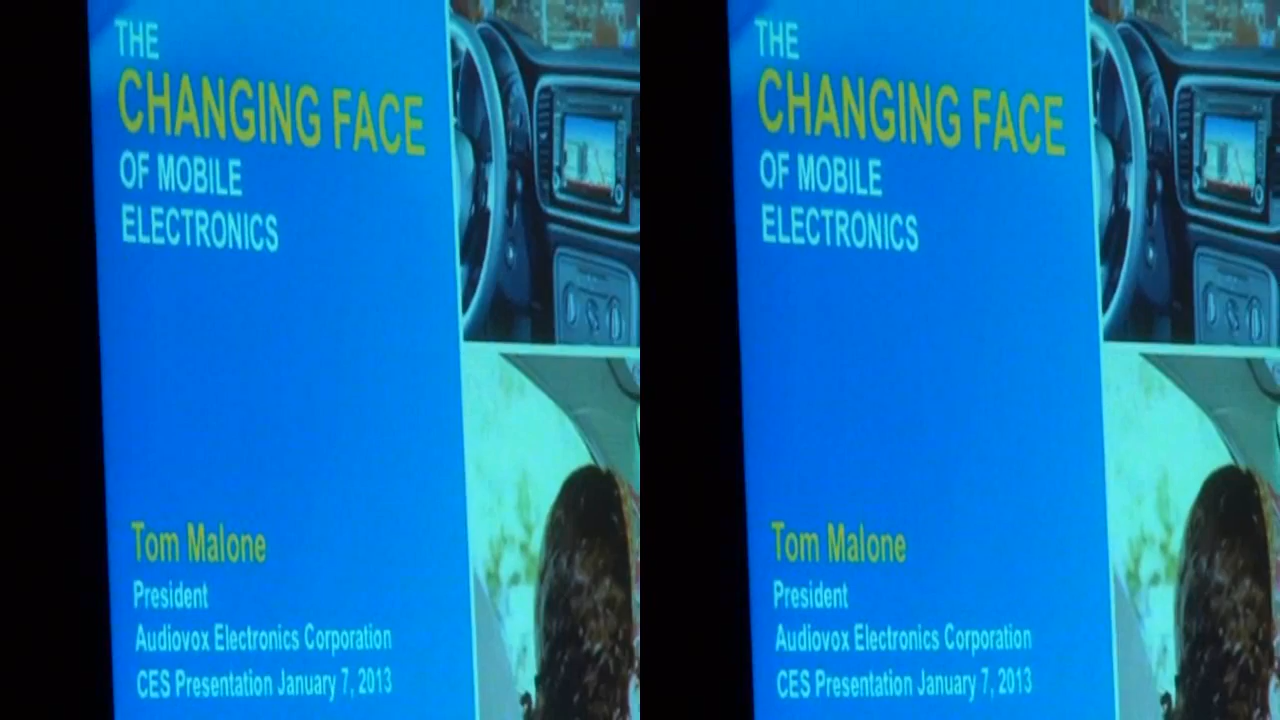 THE
CHANGING FACE
OF MOBILE
ELECTRONICS
Tom Malone
President
Audiovox Electronics Corporation
CES Presentation January 7, 2013
THE
CHANGING FACE
OF MOBILE
ELECTRONICS
Tom Malone
President
Audiovox Electronics Corporation
CES Presentation January 7, 2013